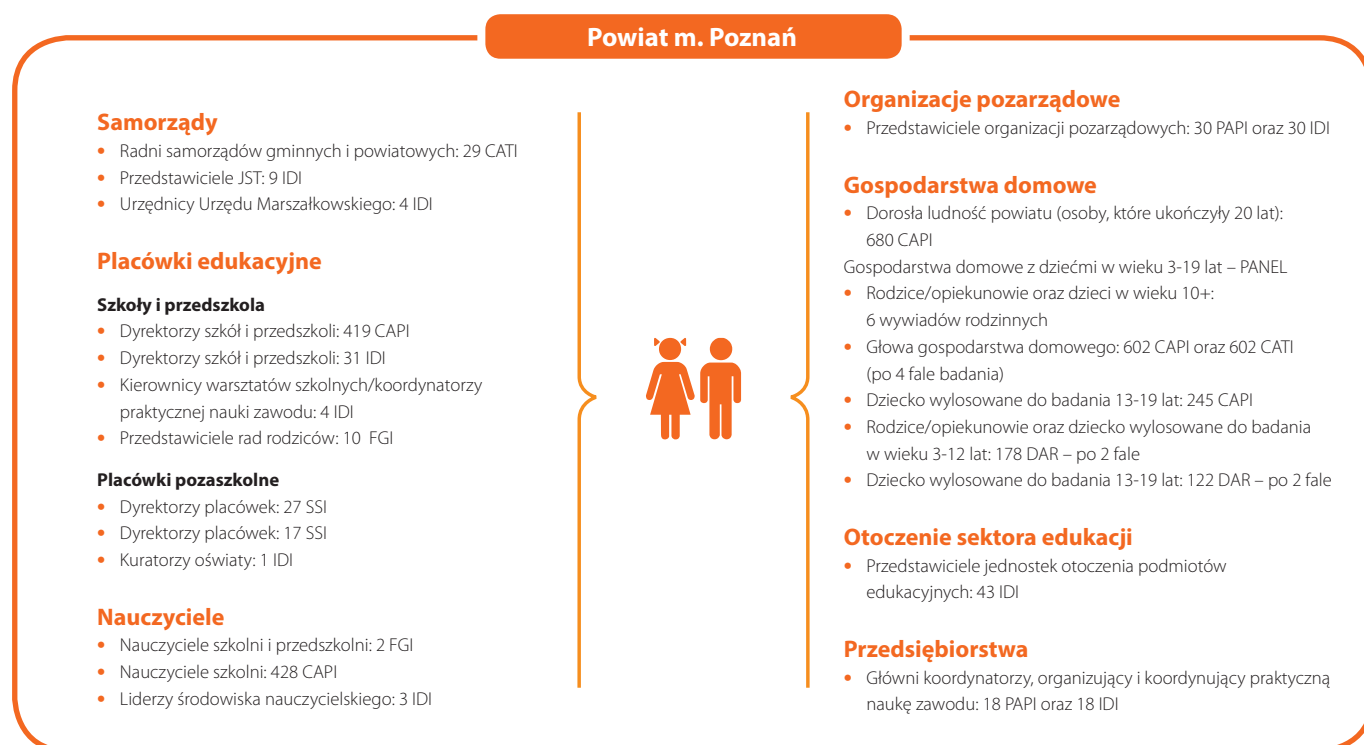 Powiat m. Poznań
Samorządy
• Radni samorządów gminnych i powiatowych: 29 CATI
• Przedstawiciele JST: 9 IDI
• Urzędnicy Urzędu Marszałkowskiego: 4 IDI
Placówki edukacyjne
Szkoły i przedszkola
• Dyrektorzy szkół i przedszkoli: 419 CAPI
• Dyrektorzy szkół i przedszkoli: 31 IDI
• Kierownicy warsztatów szkolnych/koordynatorzy
praktycznej nauki zawodu: 4 IDI
• Przedstawiciele rad rodziców: 10 FGI
Placówki pozaszkolne
• Dyrektorzy placówek: 27 SSI
• Dyrektorzy placówek: 17 SSI
• Kuratorzy oświaty: 1 IDI
Nauczyciele
• Nauczyciele szkolni i przedszkolni: 2 FGI
• Nauczyciele szkolni: 428 CAPI
• Liderzy środowiska nauczycielskiego: 3 IDI
Organizacje pozarządowe
• Przedstawiciele organizacji pozarządowych: 30 PAPI oraz 30 IDI
Gospodarstwa domowe
• Dorosła ludność powiatu (osoby, które ukończyły 20 lat):
680 CAPI
Gospodarstwa domowe z dziećmi w wieku 3-19 lat – PANEL
• Rodzice/opiekunowie oraz dzieci w wieku 10+:
6 wywiadów rodzinnych
• Głowa gospodarstwa domowego: 602 CAPI oraz 602 CATI
(po 4 fale badania)
• Dziecko wylosowane do badania 13-19 lat: 245 CAPI
• Rodzice/opiekunowie oraz dziecko wylosowane do badania
w wieku 3-12 lat: 178 DAR – po 2 fale
• Dziecko wylosowane do badania 13-19 lat: 122 DAR – po 2 fale
Otoczenie sektora edukacji
• Przedstawiciele jednostek otoczenia podmiotów
edukacyjnych: 43 IDI
Przedsiębiorstwa
• Główni koordynatorzy, organizujący i koordynujący praktyczną
naukę zawodu: 18 PAPI oraz 18 IDI